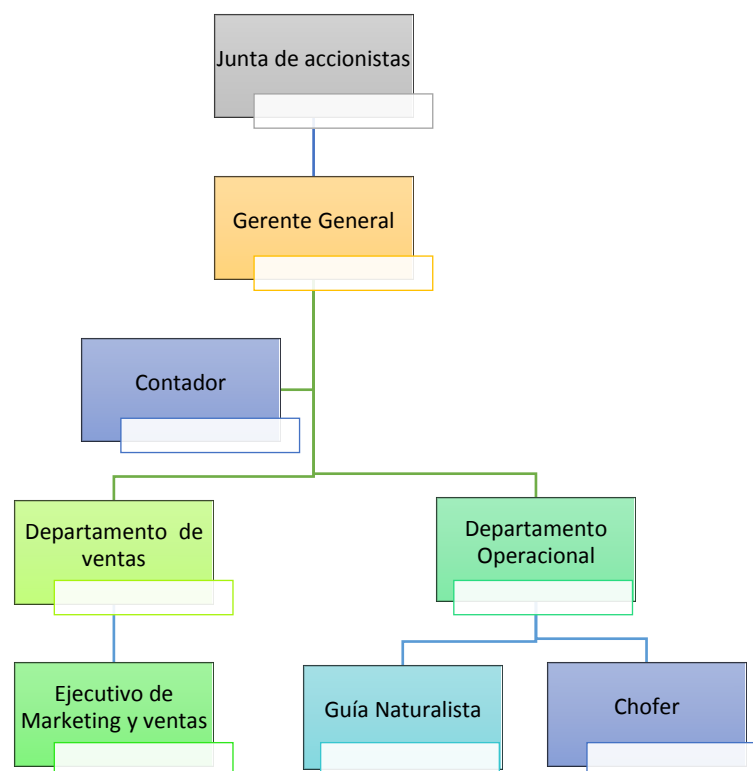 Junta de accionistas
Gerente General
Contador
Departamento de
ventas
Departamento
Operacional
Ejecutivo de
Marketing y ventas
Guía Naturalista
Chofer